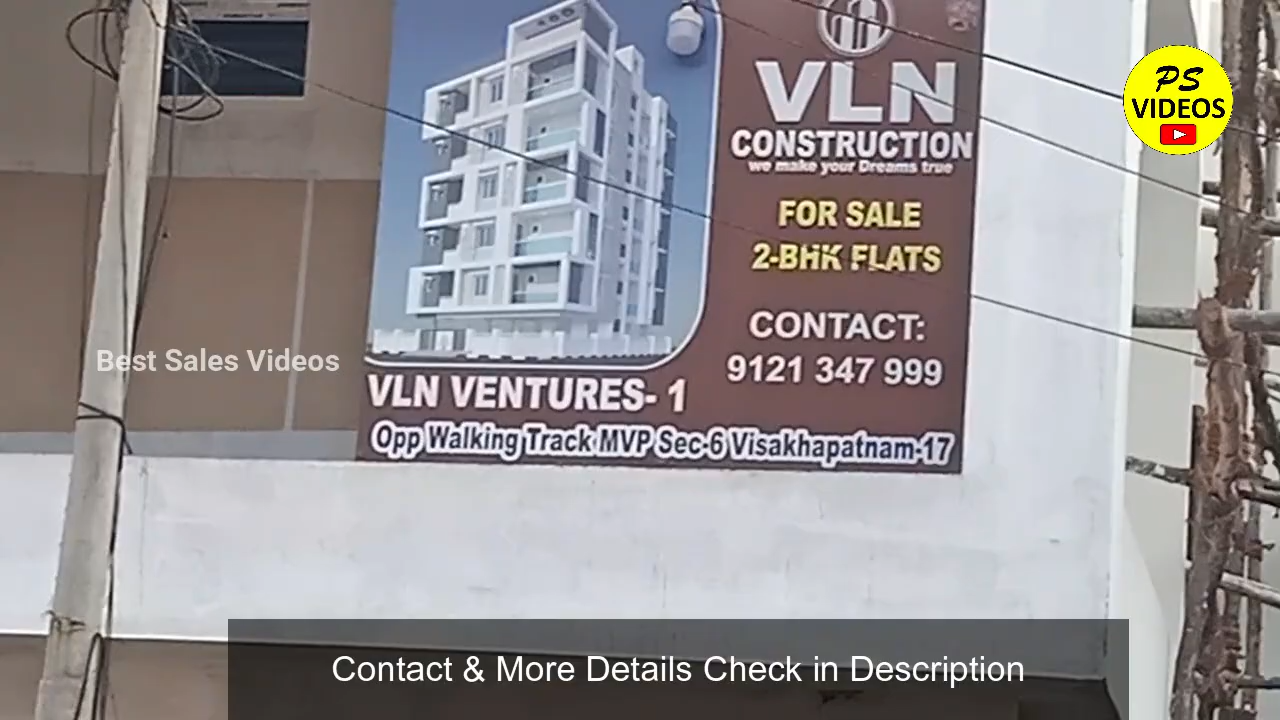 VLN
CONSTRUCTION
we make your Dreams true
FOR SALE
2-BHK FLATS
CONTACT:
9121 347 999
VLN VENTURES- 1
Opp Walking Track MVP Sec-6 Visakhapatnam-17
PS
VIDEOS
Best Sales Videos
Contact & More Details Check in Description